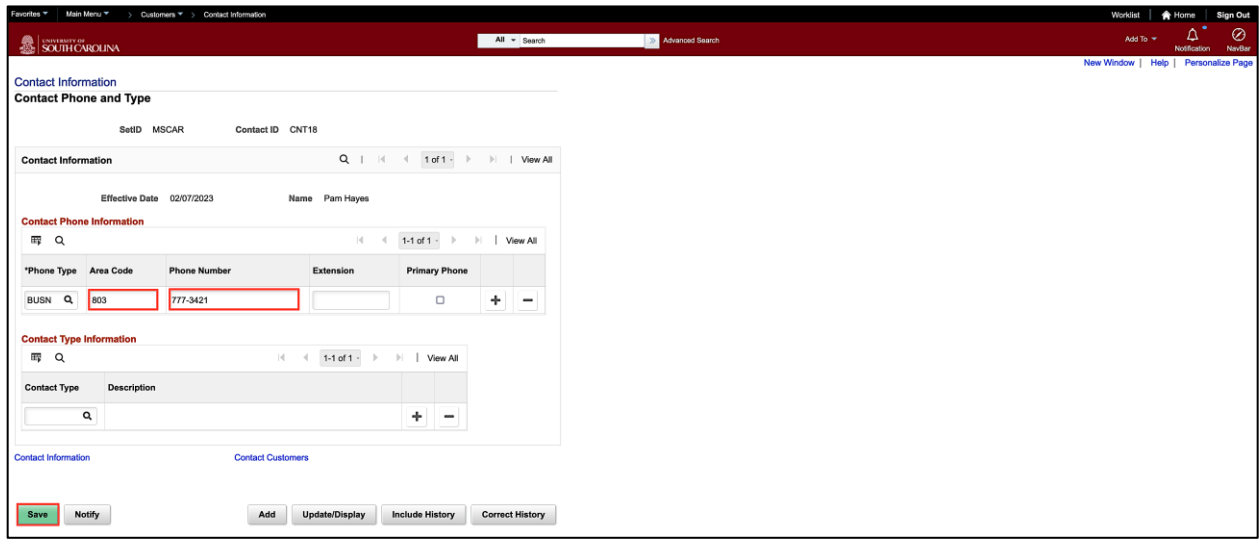 Favorites Main Menu > Customers > Contact Information Worklist Home Sign Out
UNIVERSITY OF
SOUTH CAROLINA
All Search Advanced Search Add To Notification NavBar
New Window | Help | Personalize Page
Contact Information
Contact Phone and Type
SetID MSCAR Contact ID CNT18
Contact Information 1 of 1 | View All
Effective Date 02/07/2023 Name Pam Hayes
Contact Phone Information
1-1 of 1 | View All
*Phone Type Area Code Phone Number Extension Primary Phone
BUSN 803 777-3421
Contact Type Information
1-1 of 1 | View All
Contact Type Description
Contact Information Contact Customers
Save Notify Add Update/Display Include History Correct History